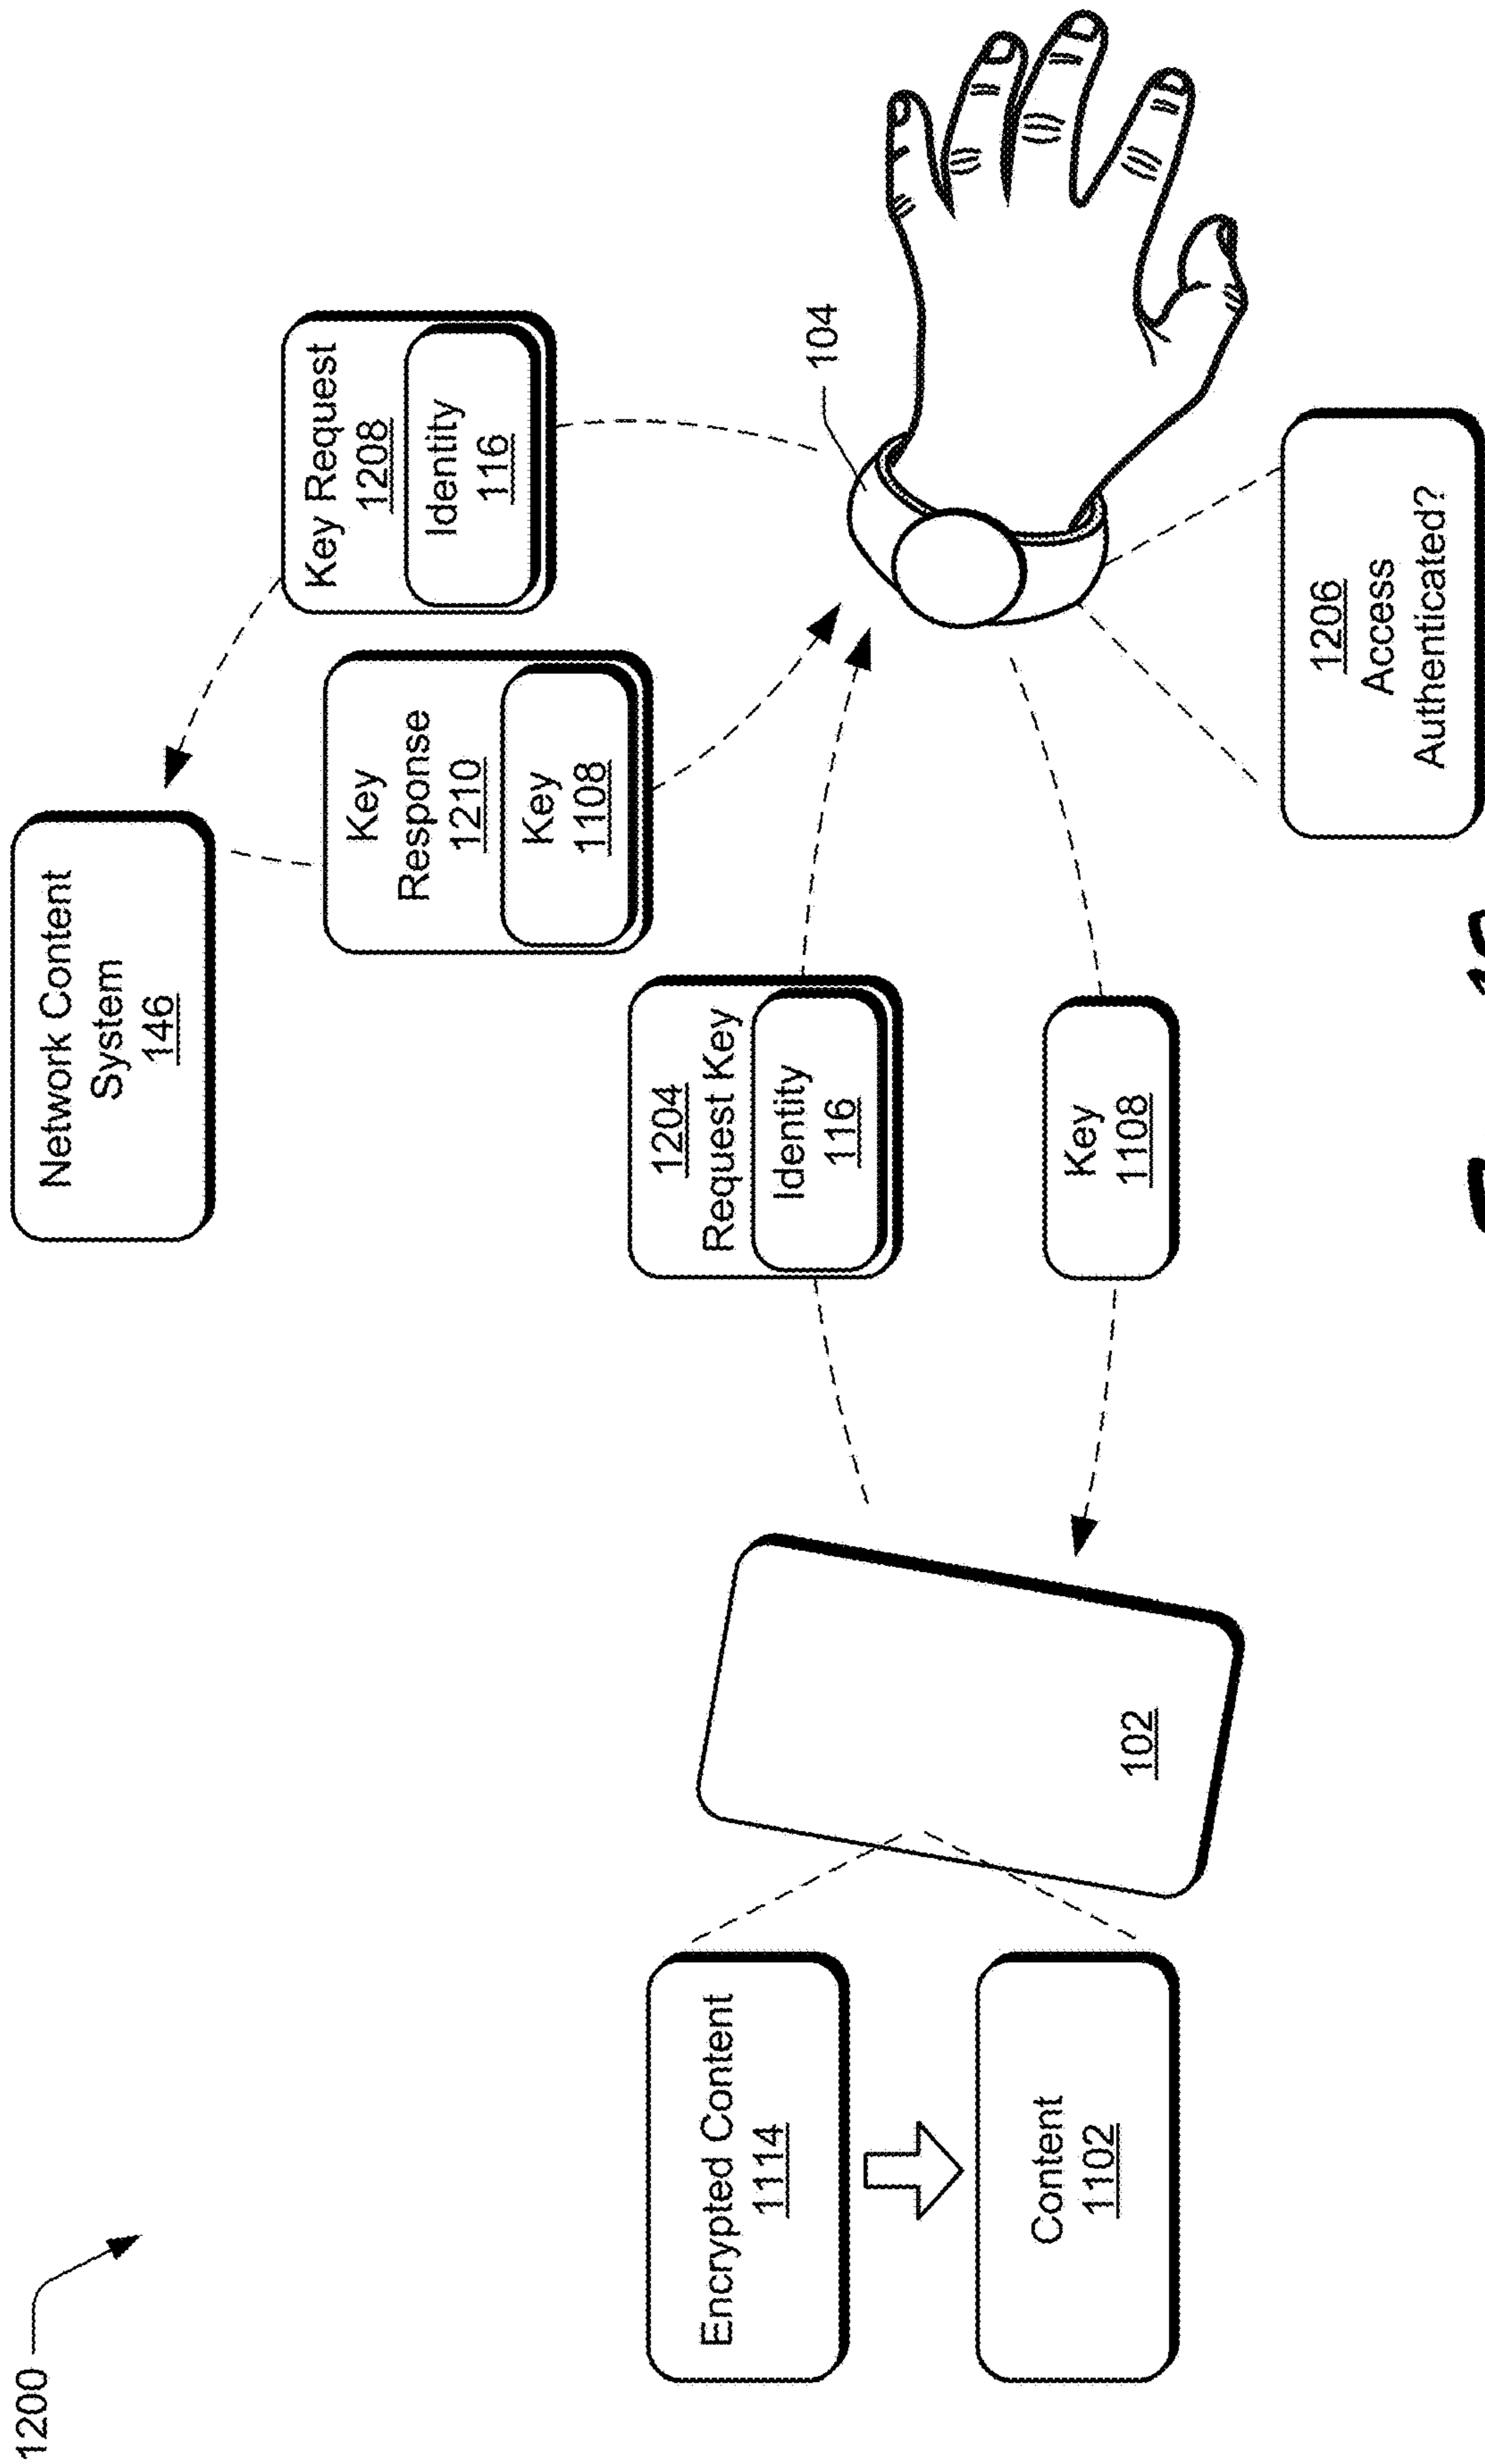 1200
Network Content
System
146
Key Request
1208
Identity
116
Key
Response
1210
Key
1108
1204
Request Key
Identity
116
104
Encrypted Content
1114
Key
1108
102
Content
1102
1206
Access
Authenticated?